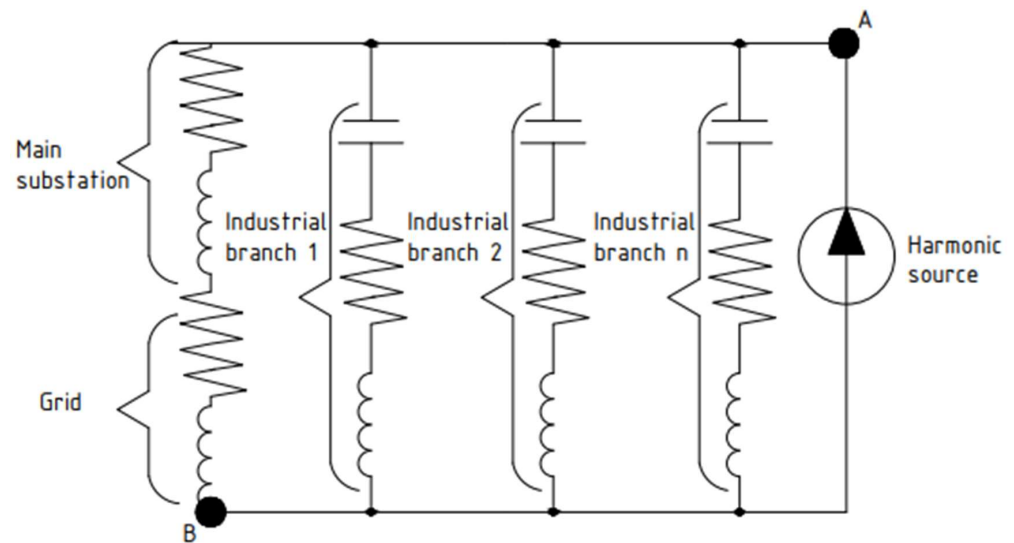 A
Main
substation
Industrial
branch 1
Industrial
branch 2
Industrial
branch n
Harmonic
source
Grid
B